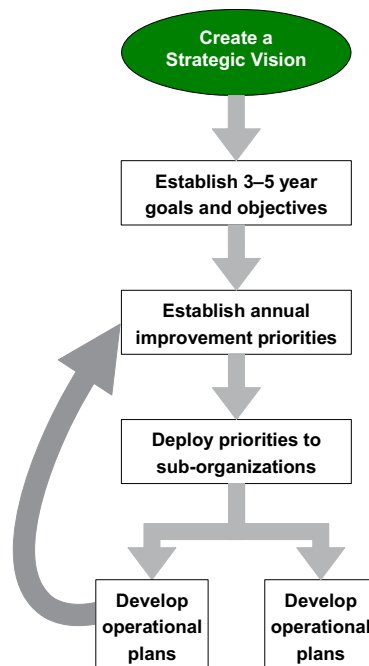 Create a
Strategic Vision
Establish 3–5 year
goals and objectives
Establish annual
improvement priorities
Deploy priorities to
sub-organizations
Develop
operational
plans
Develop
operational
plans